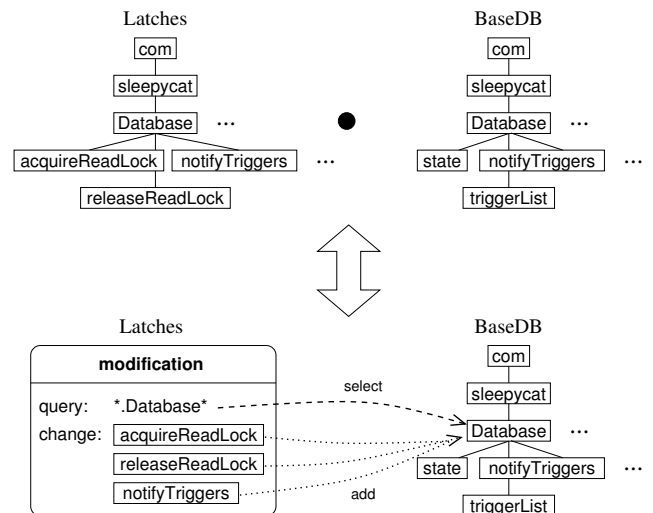 Latches BaseDB
com com
sleepycat sleepycat
Database ... ● Database ...
acquireReadLock notifyTriggers ... state notifyTriggers ...
releaseReadLock triggerList
Latches BaseDB
modification com
query: *.Database* select sleepycat
change: acquireReadLock Database ...
releaseReadLock state notifyTriggers ...
notifyTriggers add triggerList